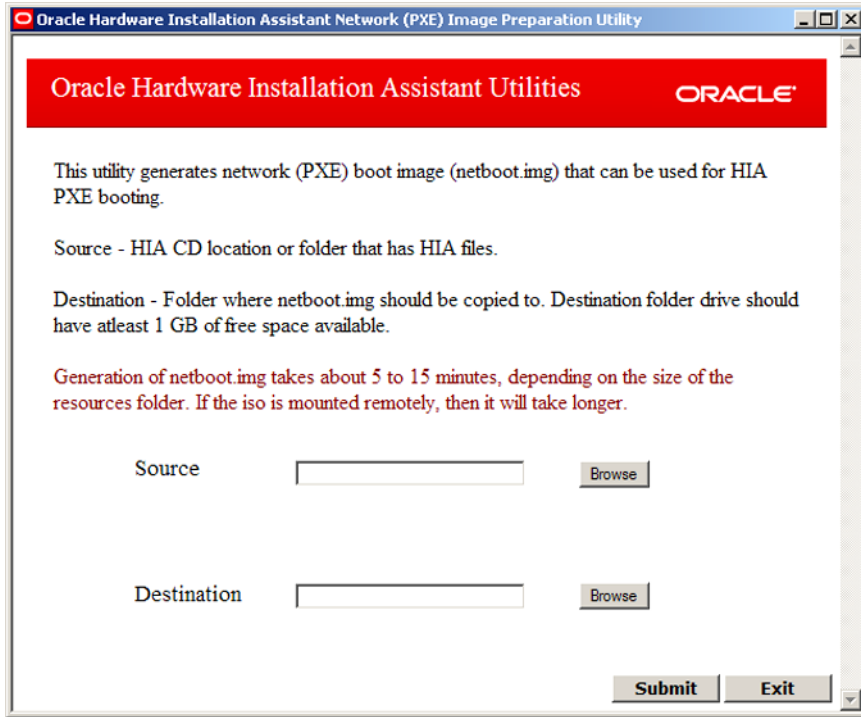 Oracle Hardware Installation Assistant Network (PXE) Image Preparation Utility
Oracle Hardware Installation Assistant Utilities
ORACLE
This utility generates network (PXE) boot image (netboot.img) that can be used for HIA
PXE booting.
Source - HIA CD location or folder that has HIA files.
Destination - Folder where netboot.img should be copied to. Destination folder drive should
have atleast 1 GB of free space available.
Generation of netboot.img takes about 5 to 15 minutes, depending on the size of the
resources folder. If the iso is mounted remotely, then it will take longer.
Source
Browse
Destination
Browse
Submit
Exit